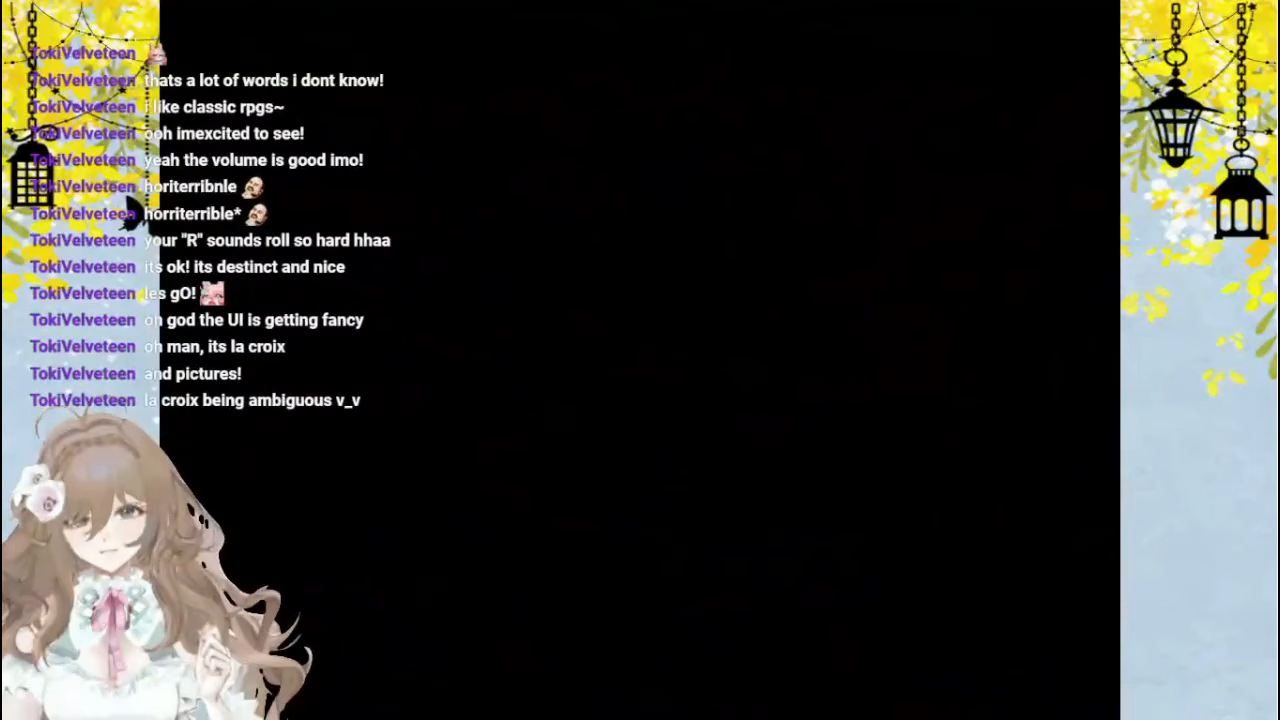 TokiVelveteen
TokiVelveteen thats a lot of words i dont know!
TokiVelveteen i like classic rpgs~
TokiVelveteen ooh imexcited to see!
TokiVelveteen yeah the volume is good imo!
TokiVelveteen horiterribnle
TokiVelveteen horriterrible*
TokiVelveteen your "R" sounds roll so hard hhaa
TokiVelveteen its ok! its destinct and nice
TokiVelveteen les gO!
TokiVelveteen on god the UI is getting fancy
TokiVelveteen oh man, its la croix
TokiVelveteen and pictures!
TokiVelveteen la croix being ambiguous v_v